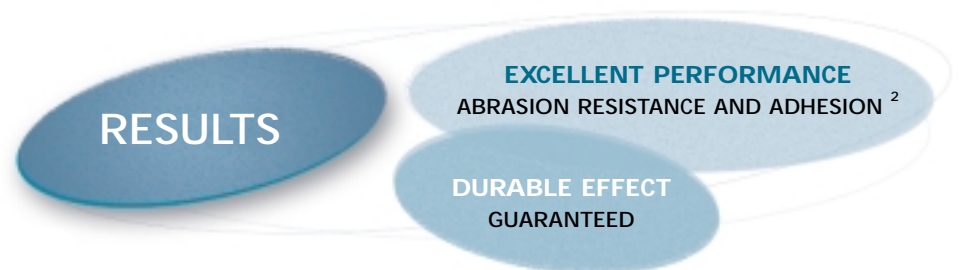 RESULTS
EXCELLENT PERFORMANCE
ABRASION RESISTANCE AND ADHESION ²
DURABLE EFFECT
GUARANTEED